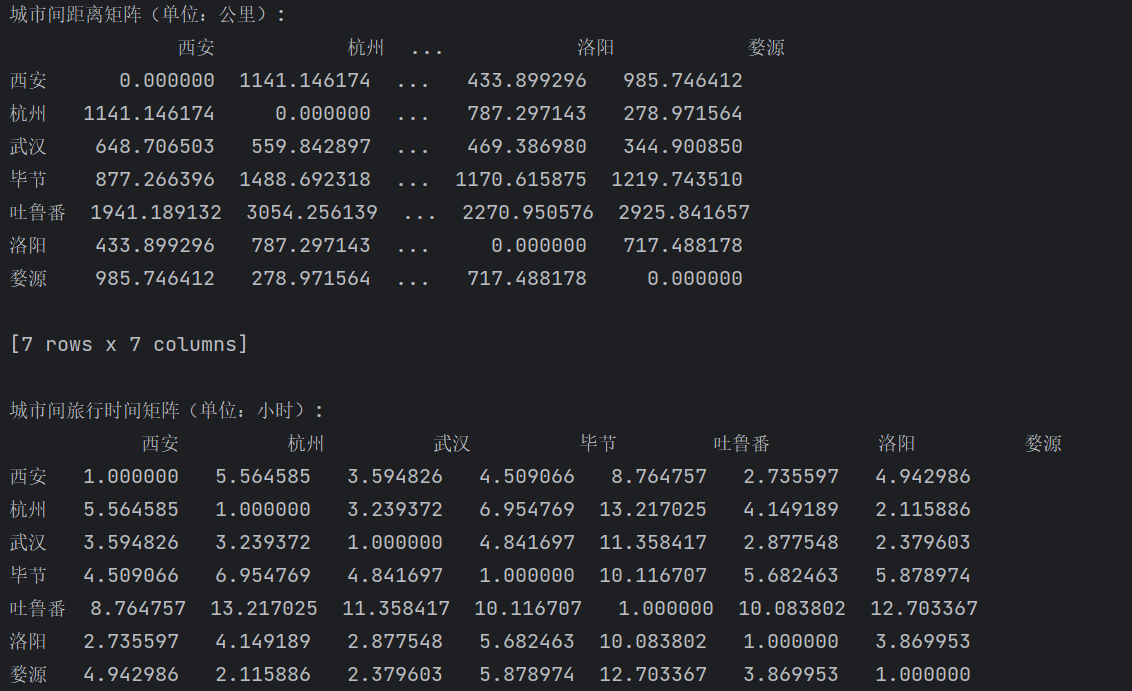 城市间距离矩阵（单位：公里）：
西安 杭州 ... 洛阳 婺源
西安 0.000000 1141.146174 ... 433.899296 985.746412
杭州 1141.146174 0.000000 ... 787.297143 278.971564
武汉 648.706503 559.842897 ... 469.386980 344.900850
毕节 877.266396 1488.692318 ... 1170.615875 1219.743510
吐鲁番 1941.189132 3054.256139 ... 2270.950576 2925.841657
洛阳 433.899296 787.297143 ... 0.000000 717.488178
婺源 985.746412 278.971564 ... 717.488178 0.000000
[7 rows x 7 columns]
城市间旅行时间矩阵（单位：小时）：
西安 杭州 武汉 毕节 吐鲁番 洛阳 婺源
西安 1.000000 5.564585 3.594826 4.509066 8.764757 2.735597 4.942986
杭州 5.564585 1.000000 3.239372 6.954769 13.217025 4.149189 2.115886
武汉 3.594826 3.239372 1.000000 4.841697 11.358417 2.877548 2.379603
毕节 4.509066 6.954769 4.841697 1.000000 10.116707 5.682463 5.878974
吐鲁番 8.764757 13.217025 11.358417 10.116707 1.000000 10.083802 12.703367
洛阳 2.735597 4.149189 2.877548 5.682463 10.083802 1.000000 3.869953
婺源 4.942986 2.115886 2.379603 5.878974 12.703367 3.869953 1.000000